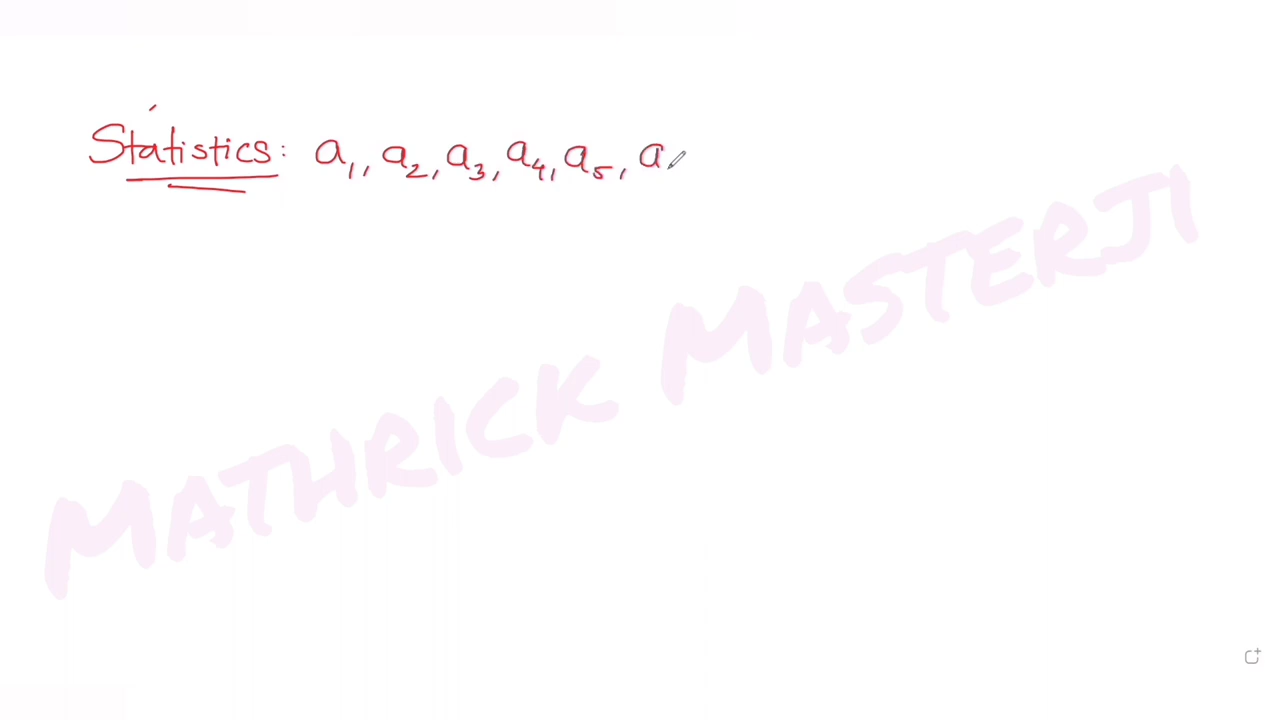 Statistics: a₁, a₂, a₃, a₄, a₅, a
MATHRICK MASTERJI